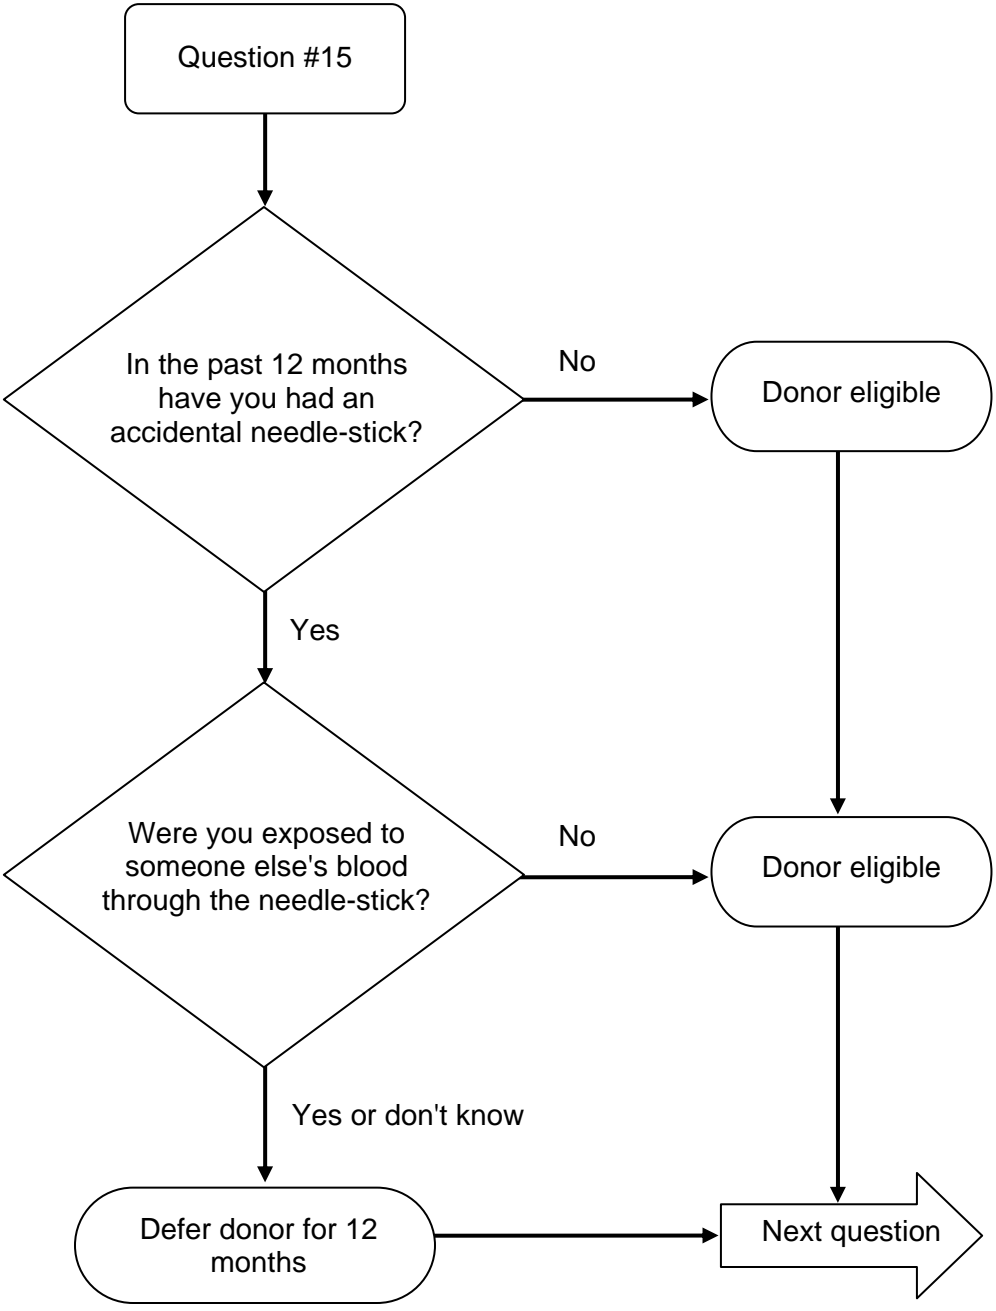 Question #15
In the past 12 months
have you had an
accidental needle-stick?
No
Donor eligible
Yes
Were you exposed to
someone else's blood
through the needle-stick?
No
Donor eligible
Yes or don't know
Defer donor for 12
months
Next question